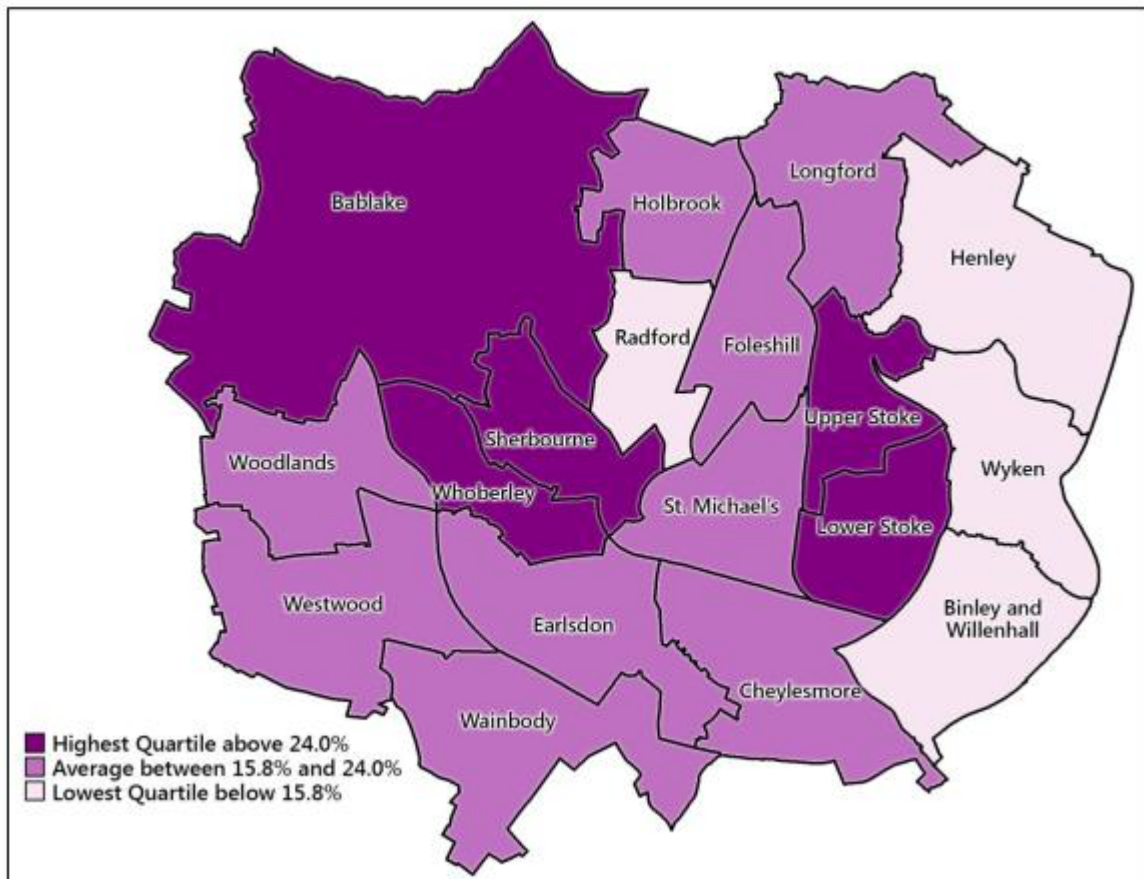 Bablake
Holbrook
Longford
Henley
Radford
Foleshill
Upper Stoke
Sherbourne
Woodlands
Whoberley
Wyken
St. Michael's
Lower Stoke
Westwood
Earlsdon
Binley and
Willenhall
Cheylesmore
Wainbody
Highest Quartile above 24.0%
Average between 15.8% and 24.0%
Lowest Quartile below 15.8%